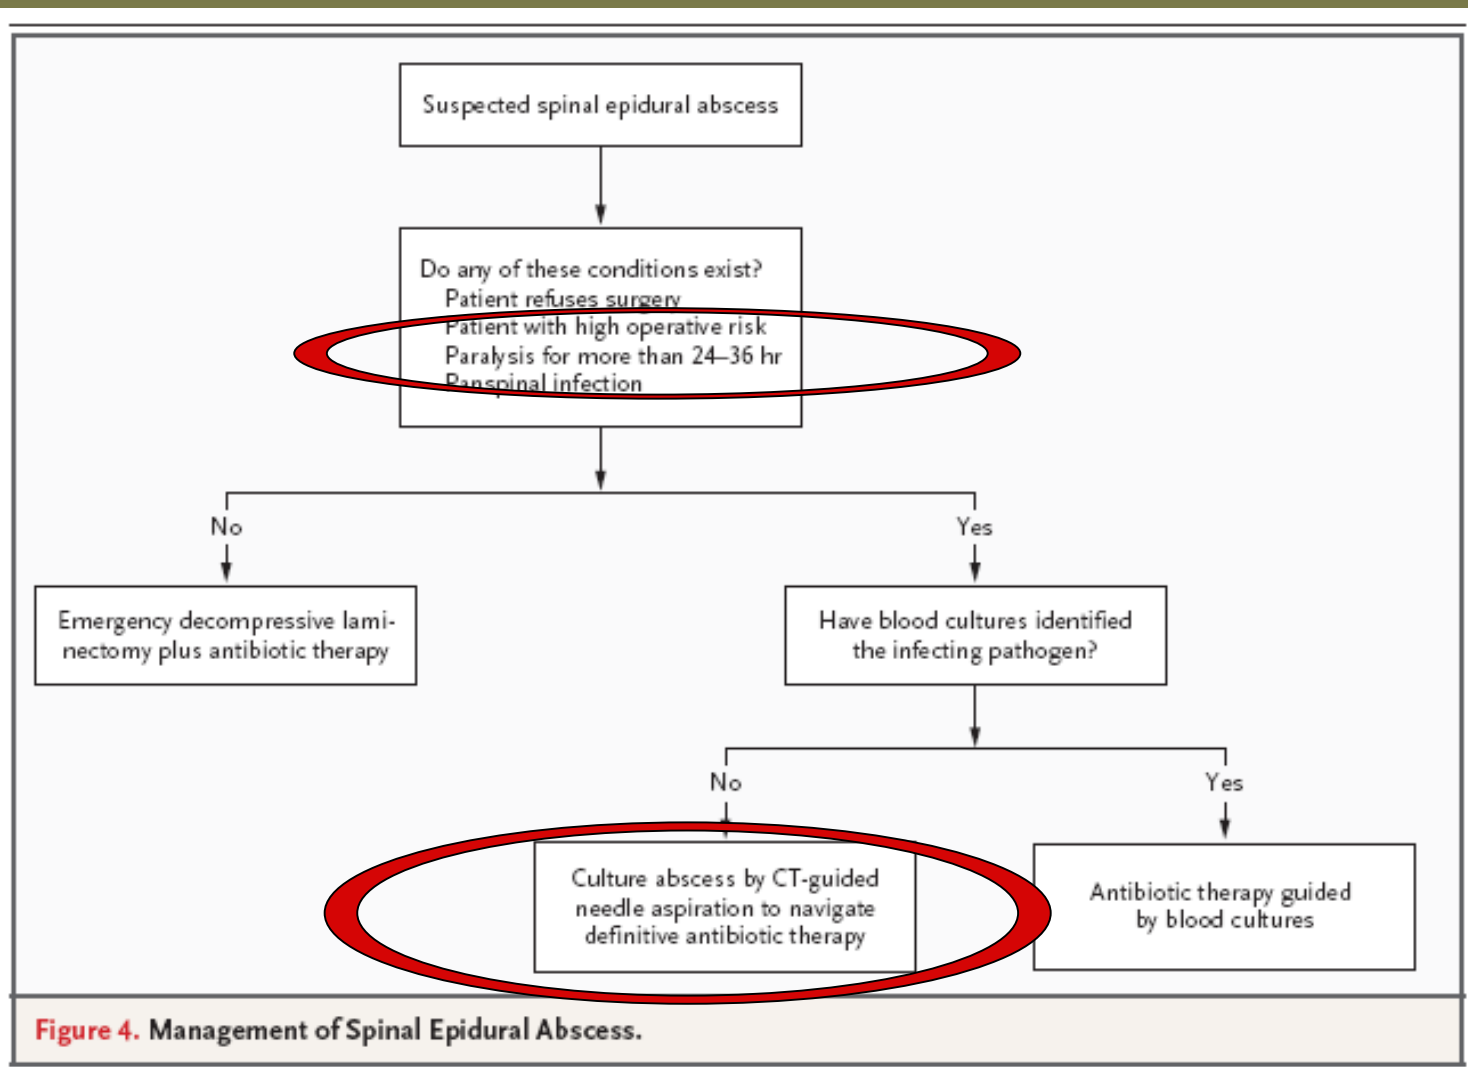 Suspected spinal epidural abscess
Do any of these conditions exist?
Patient refuses surgery
Patient with high operative risk
Paralysis for more than 24–36 hr
Panspinal infection
No
Yes
Emergency decompressive lami-
nectomy plus antibiotic therapy
Have blood cultures identified
the infecting pathogen?
No
Yes
Culture abscess by CT-guided
needle aspiration to navigate
definitive antibiotic therapy
Antibiotic therapy guided
by blood cultures
Figure 4. Management of Spinal Epidural Abscess.